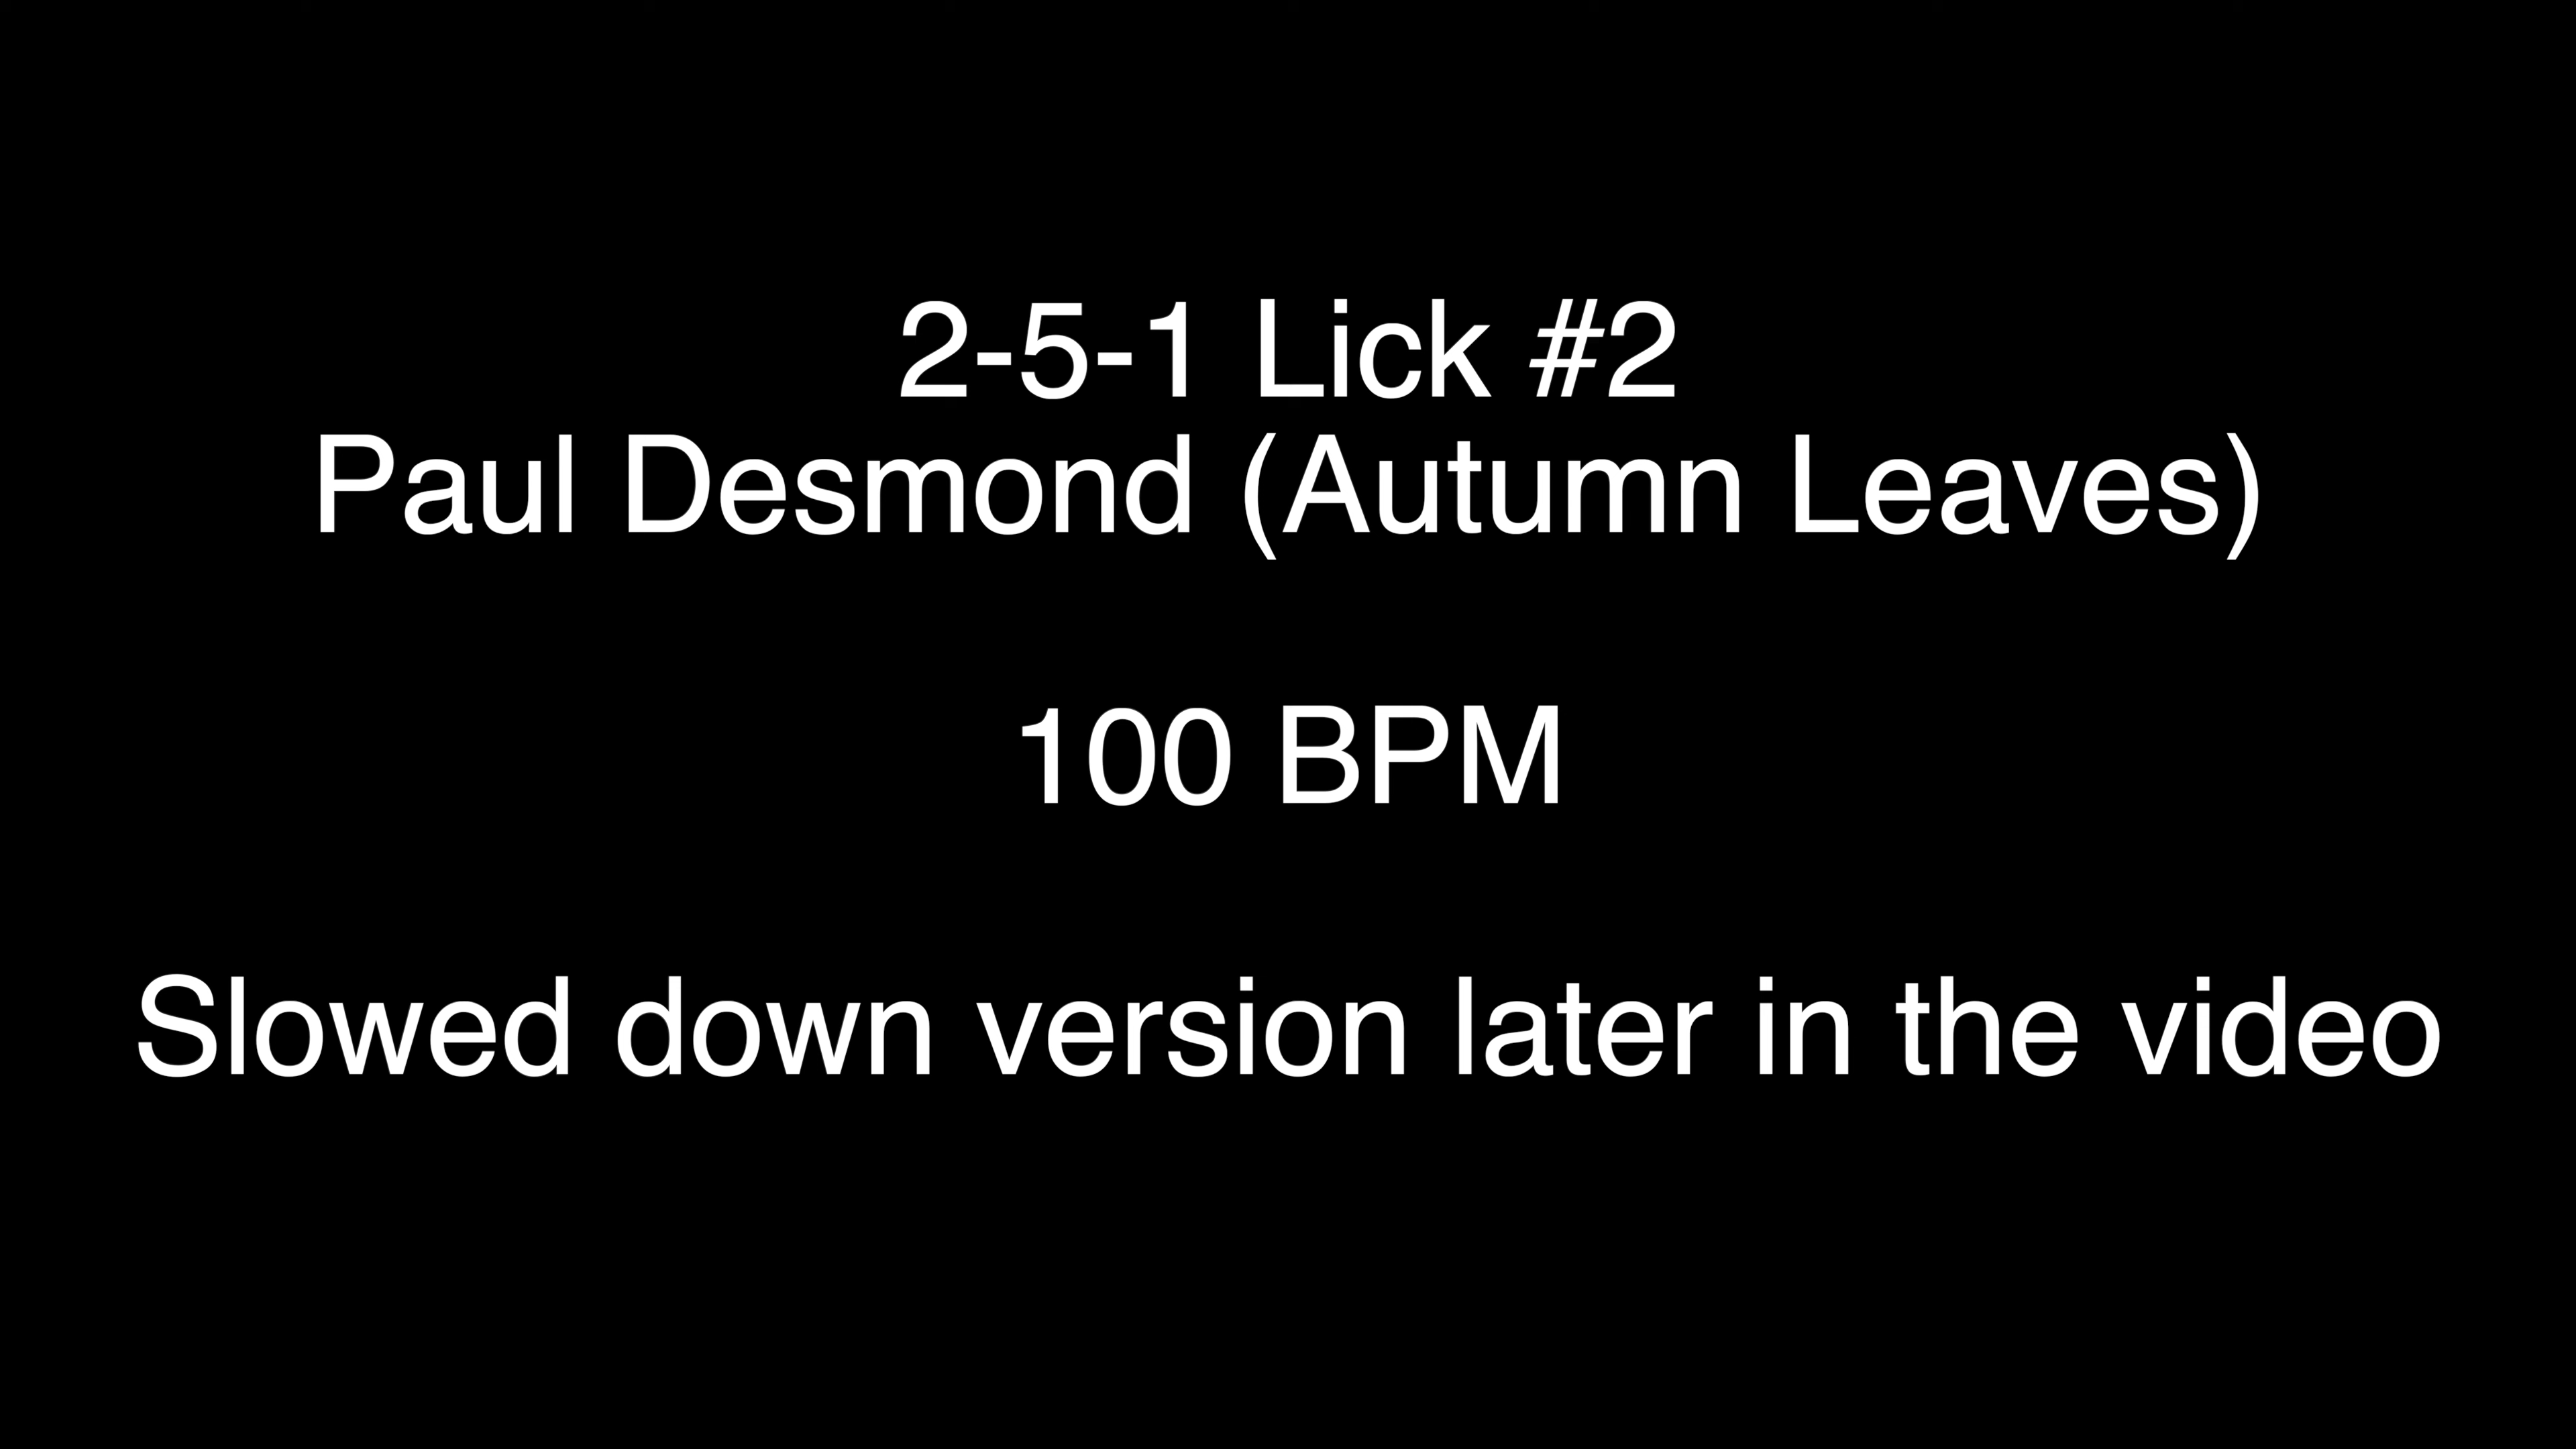 2-5-1 Lick #2
Paul Desmond (Autumn Leaves)
100 BPM
Slowed down version later in the video